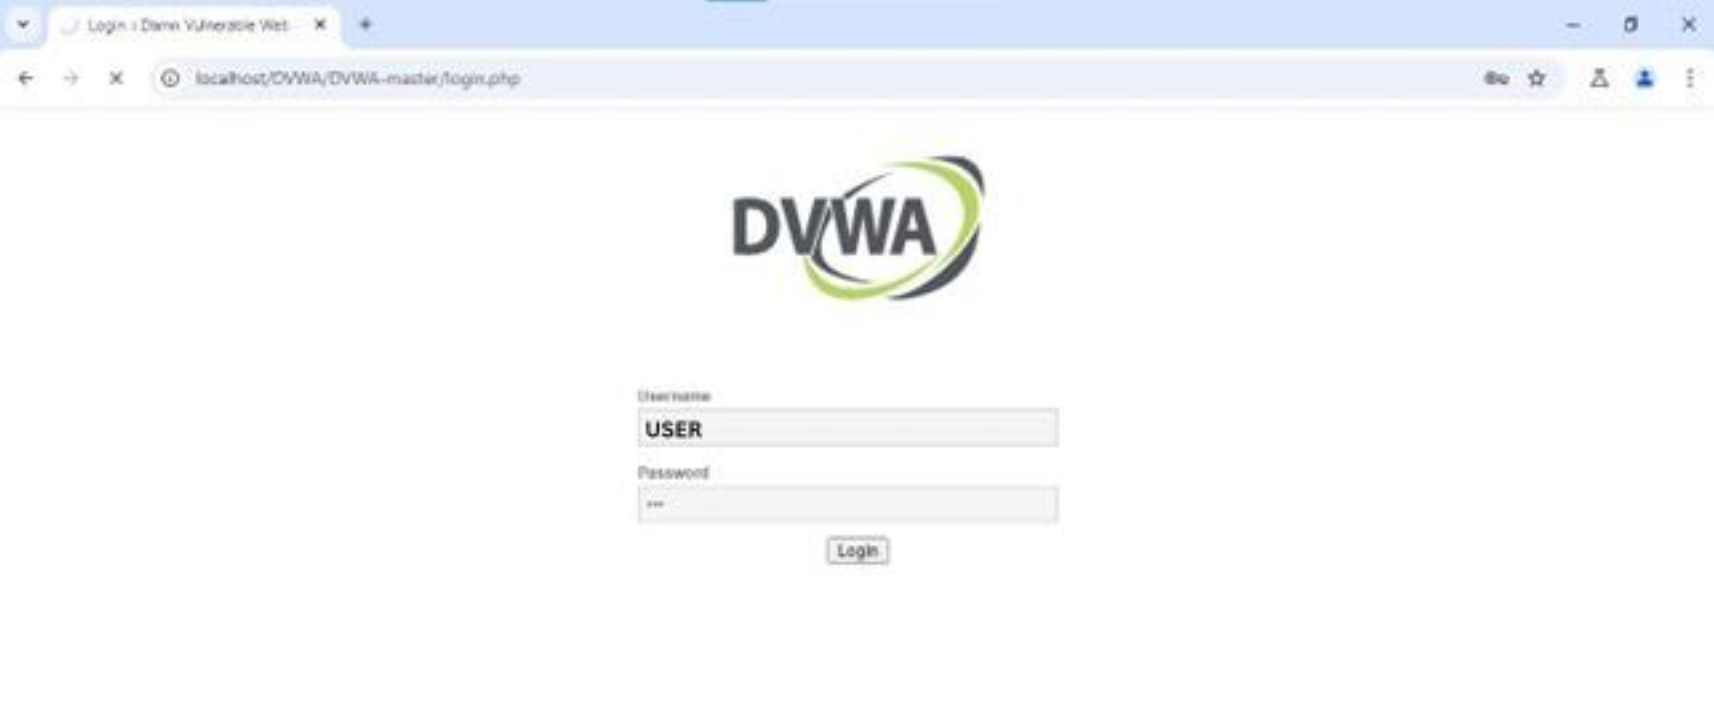 Login :: Damn Vulnerable Web
localhost/DVWA/DVWA-master/login.php
DVWA
Username
USER
Password
•••
Login